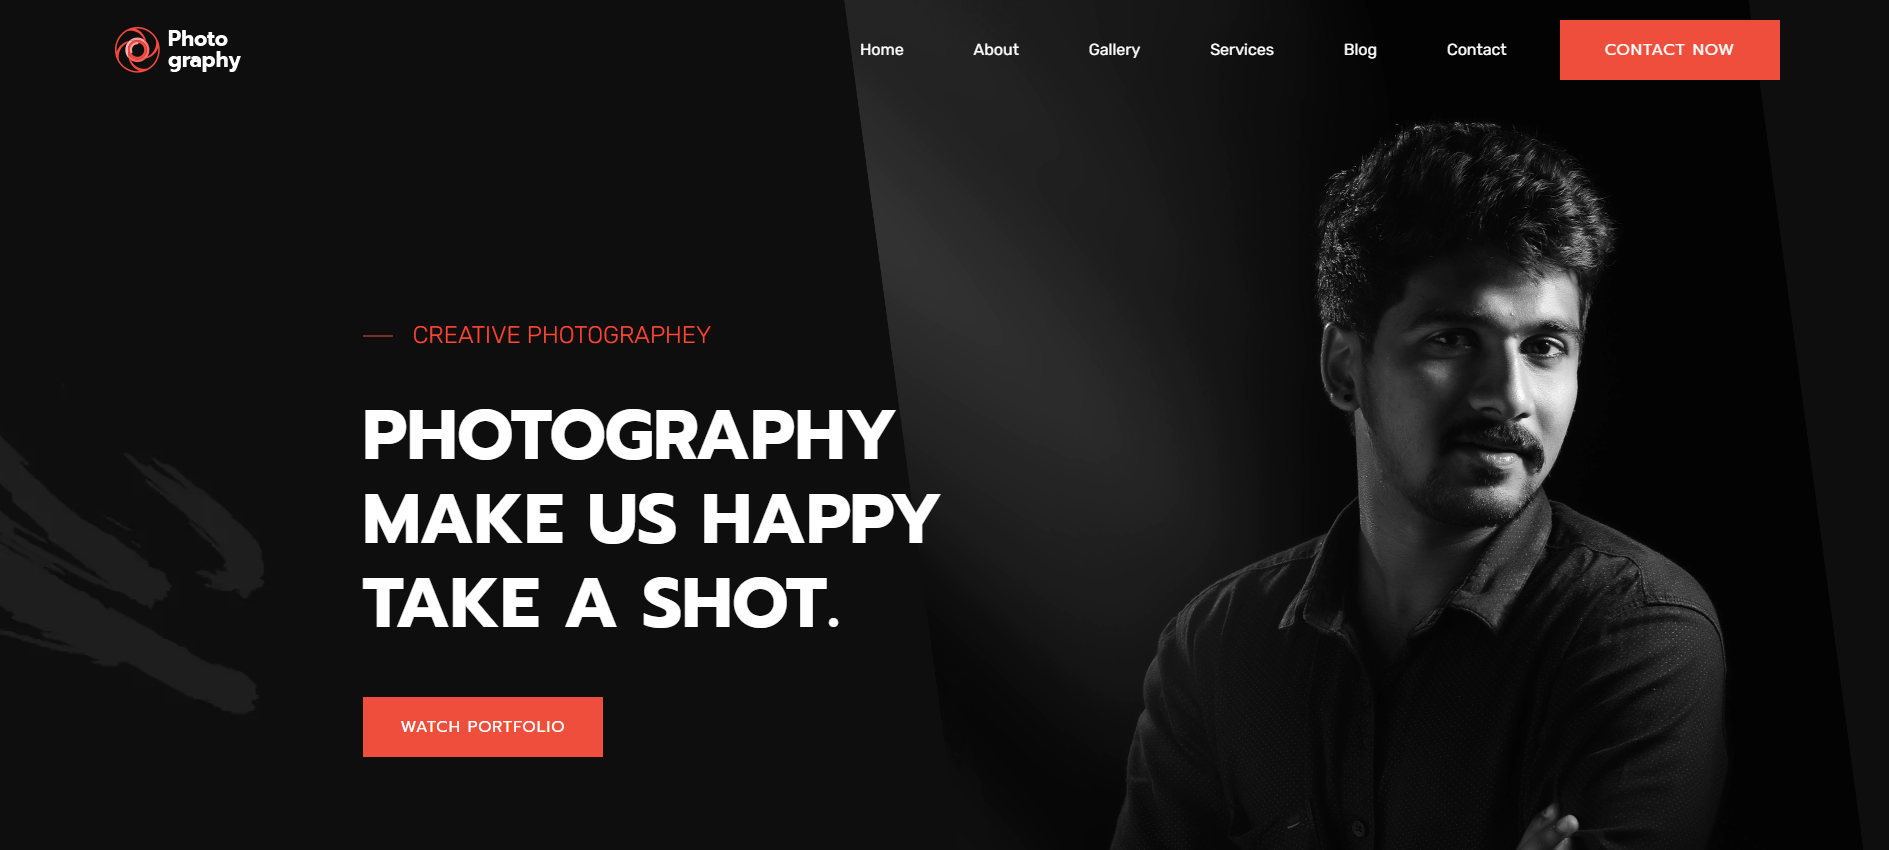 Photo
graphy
Home About Gallery Services Blog Contact CONTACT NOW
CREATIVE PHOTOGRAPHEY
PHOTOGRAPHY
MAKE US HAPPY
TAKE A SHOT.
WATCH PORTFOLIO